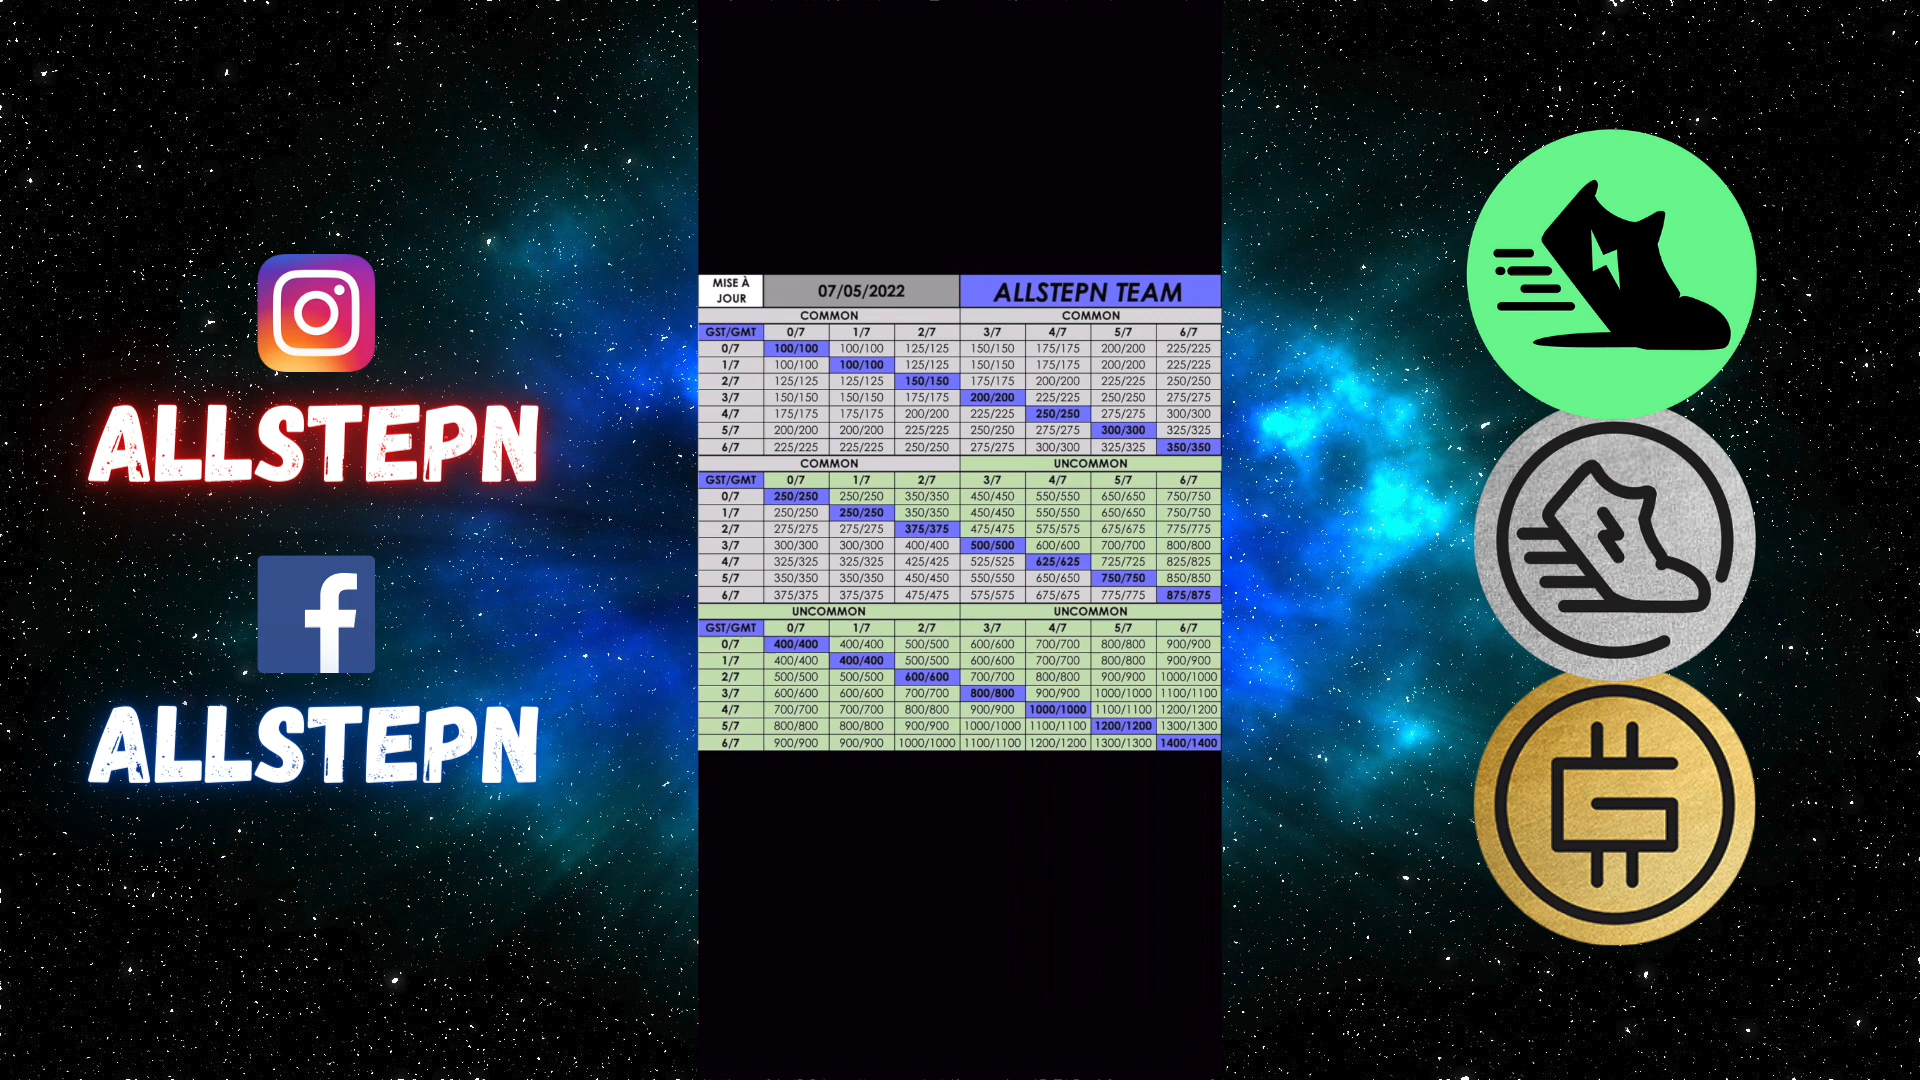 ALLSTEPN
ALLSTEPN
MISE À JOUR 07/05/2022 ALLSTEPN TEAM
COMMON COMMON
GST/GMT 0/7 1/7 2/7 3/7 4/7 5/7 6/7
0/7 100/100 100/100 125/125 150/150 175/175 200/200 225/225
1/7 100/100 100/100 125/125 150/150 175/175 200/200 225/225
2/7 125/125 125/125 150/150 175/175 200/200 225/225 250/250
3/7 150/150 150/150 175/175 200/200 225/225 250/250 275/275
4/7 175/175 175/175 200/200 225/225 250/250 275/275 300/300
5/7 200/200 200/200 225/225 250/250 275/275 300/300 325/325
6/7 225/225 225/225 250/250 275/275 300/300 325/325 350/350
COMMON UNCOMMON
GST/GMT 0/7 1/7 2/7 3/7 4/7 5/7 6/7
0/7 250/250 250/250 350/350 450/450 550/550 650/650 750/750
1/7 250/250 250/250 350/350 450/450 550/550 650/650 750/750
2/7 275/275 275/275 375/375 475/475 575/575 675/675 775/775
3/7 300/300 300/300 400/400 500/500 600/600 700/700 800/800
4/7 325/325 325/325 425/425 525/525 625/625 725/725 825/825
5/7 350/350 350/350 450/450 550/550 650/650 750/750 850/850
6/7 375/375 375/375 475/475 575/575 675/675 775/775 875/875
UNCOMMON UNCOMMON
GST/GMT 0/7 1/7 2/7 3/7 4/7 5/7 6/7
0/7 400/400 400/400 500/500 600/600 700/700 800/800 900/900
1/7 400/400 400/400 500/500 600/600 700/700 800/800 900/900
2/7 500/500 500/500 600/600 700/700 800/800 900/900 1000/1000
3/7 600/600 600/600 700/700 800/800 900/900 1000/1000 1100/1100
4/7 700/700 700/700 800/800 900/900 1000/1000 1100/1100 1200/1200
5/7 800/800 800/800 900/900 1000/1000 1100/1100 1200/1200 1300/1300
6/7 900/900 900/900 1000/1000 1100/1100 1200/1200 1300/1300 1400/1400